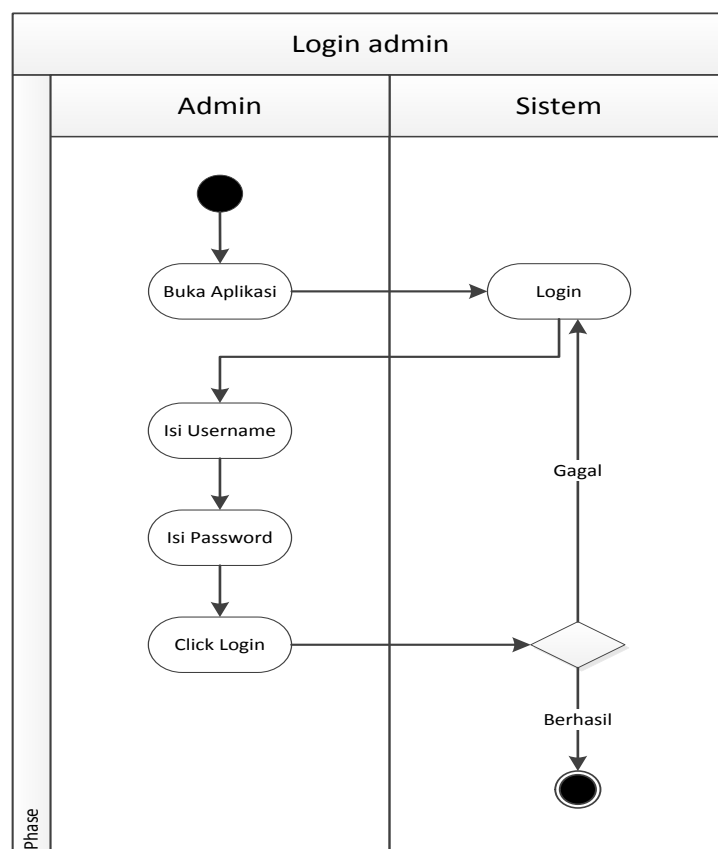 Login admin
Admin
Sistem
Buka Aplikasi
Login
Isi Username
Gagal
Isi Password
Click Login
Berhasil
Phase